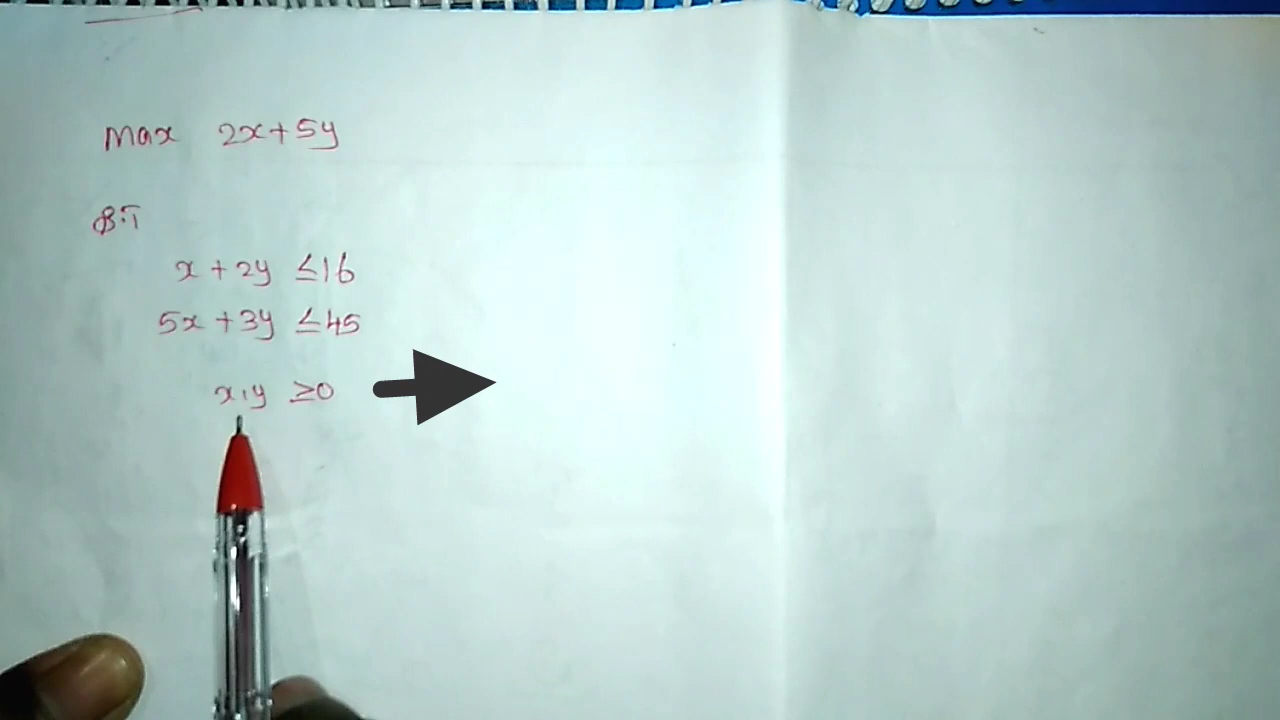 Max 2x+5y
S.T
x + 2y ≤16
5x +3y ≤45
x,y ≥0